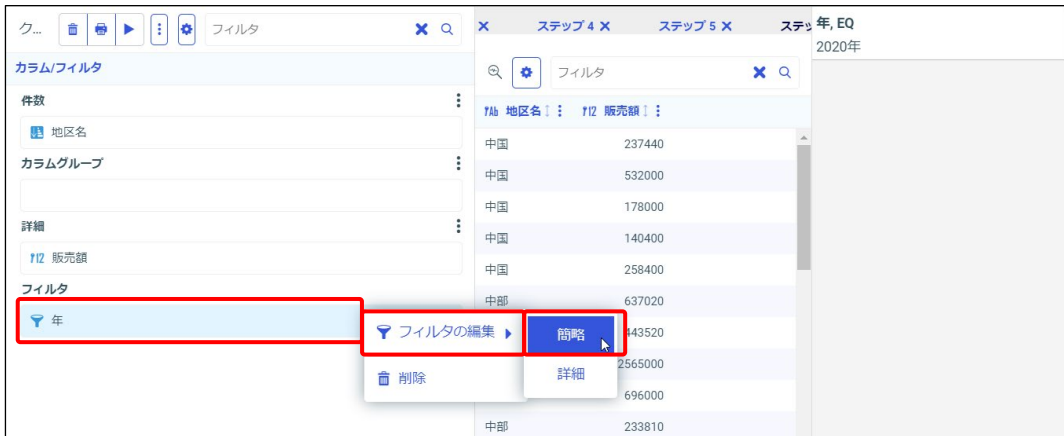 ク... フィルタ
カラム/フィルタ
件数
地区名
カラムグループ
詳細
販売額
フィルタ
年
フィルタの編集
削除
簡略
詳細
ステップ 4 ステップ 5 ステッ
フィルタ
地区名 販売額
中国 237440
中国 532000
中国 178000
中国 140400
中国 258400
中部 637020
443520
2565000
696000
中部 233810
年, EQ
2020年